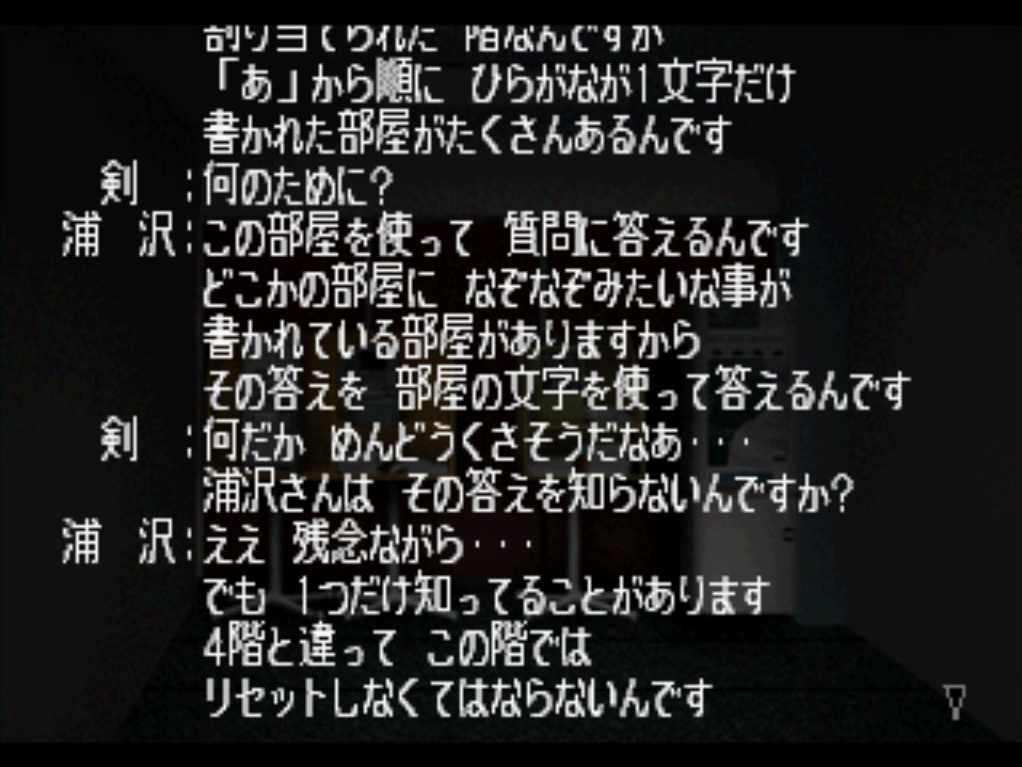 割り当てられた 階なんですが
「あ」から順に ひらがなが1文字だけ
書かれた部屋がたくさんあるんです
剣 :何のために?
浦 沢:この部屋を使って 質問に答えるんです
どこかの部屋に なぞなぞみたいな事が
書かれている部屋がありますから
その答えを 部屋の文字を使って答えるんです
剣 :何だか めんどうくさそうだなあ・・・
浦沢さんは その答えを知らないんですか?
浦 沢:ええ 残念ながら・・・
でも 1つだけ知ってることがあります
4階と違って この階では
リセットしなくてはならないんです